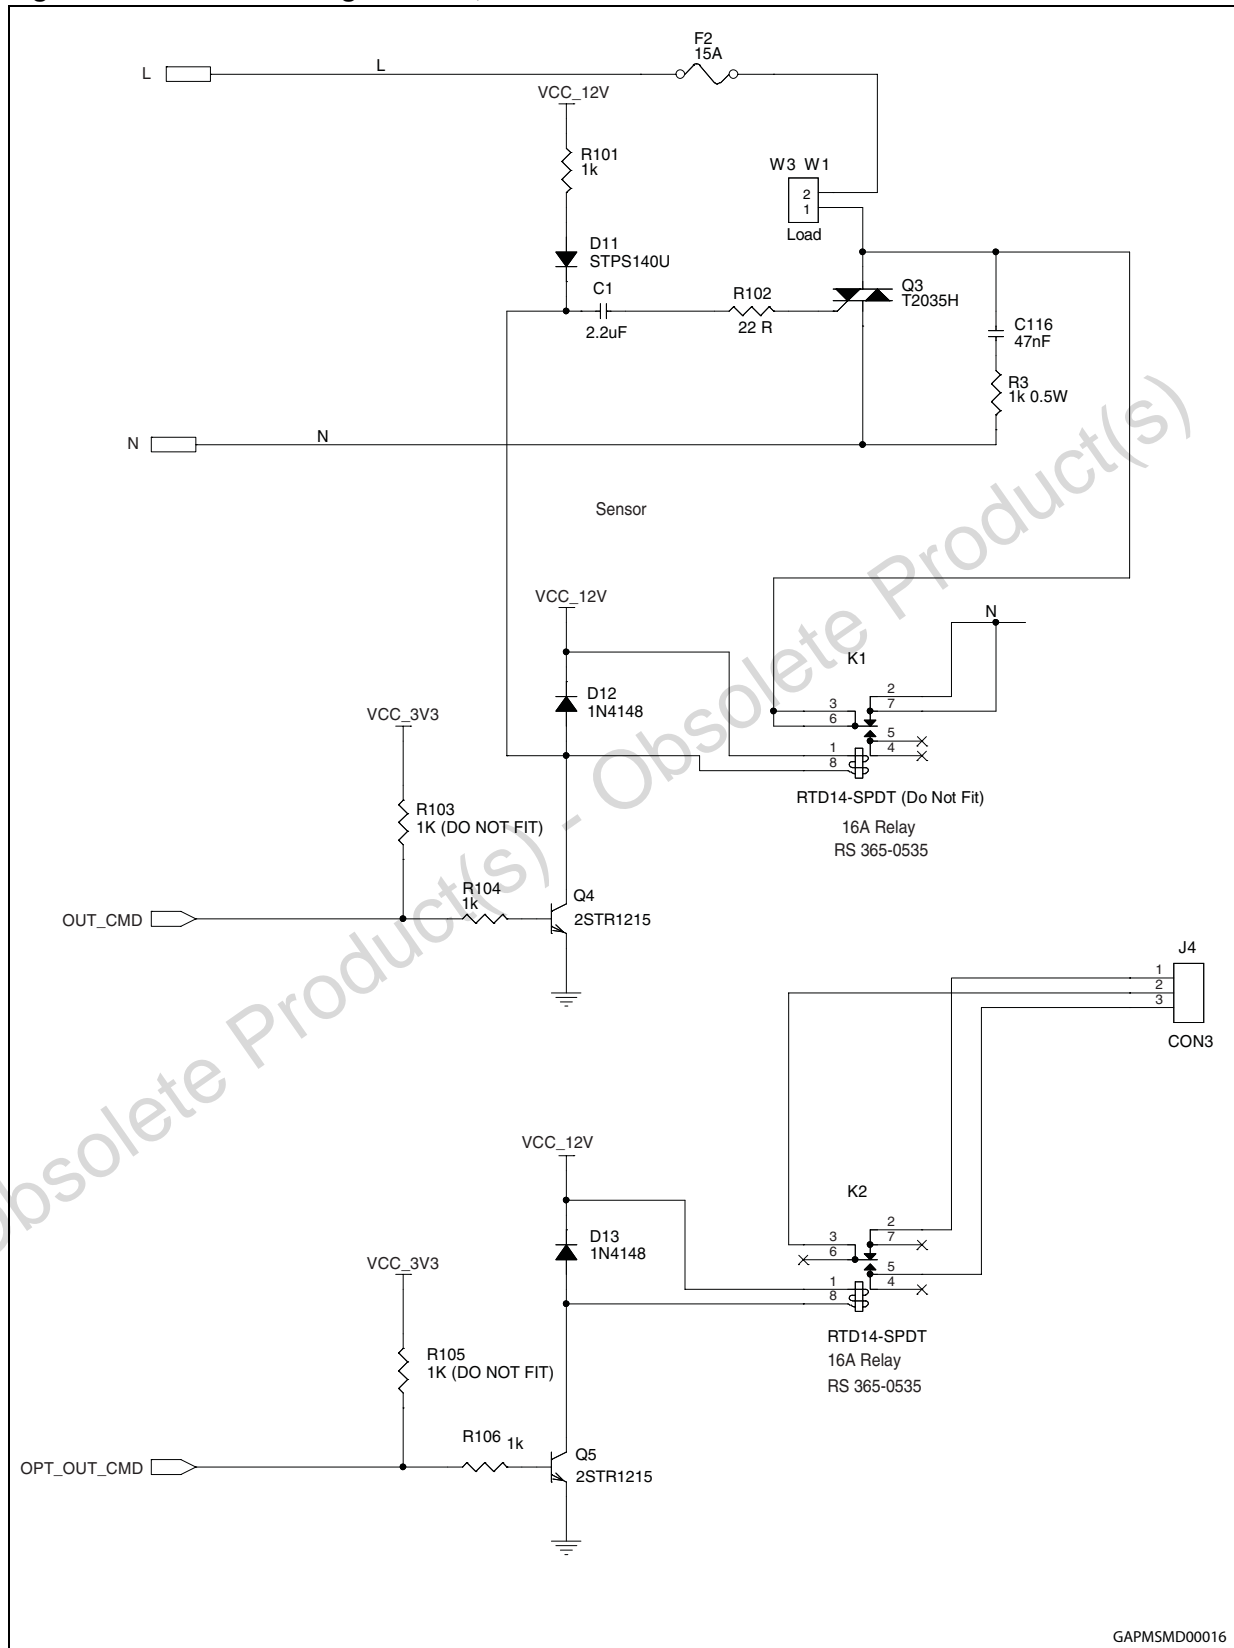 F2
15A
L
L
VCC_12V
R101
1k
W3 W1
2
1
Load
D11
STPS140U
C1
2.2uF
R102
22 R
Q3
T2035H
C116
47nF
R3
1k 0.5W
N
N
Sensor
VCC_12V
N
K1
D12
1N4148
VCC_3V3
3
6
2
7
5
4
1
8
RTD14-SPDT (Do Not Fit)
16A Relay
RS 365-0535
R103
1K (DO NOT FIT)
R104
1k
Q4
2STR1215
OUT_CMD
J4
1
2
3
CON3
VCC_12V
K2
D13
1N4148
VCC_3V3
3
6
2
7
5
4
1
8
RTD14-SPDT
16A Relay
RS 365-0535
R105
1K (DO NOT FIT)
R106 1k
Q5
2STR1215
OPT_OUT_CMD
Obsolete Product(s) - Obsolete Product(s)
GAPMSMD00016